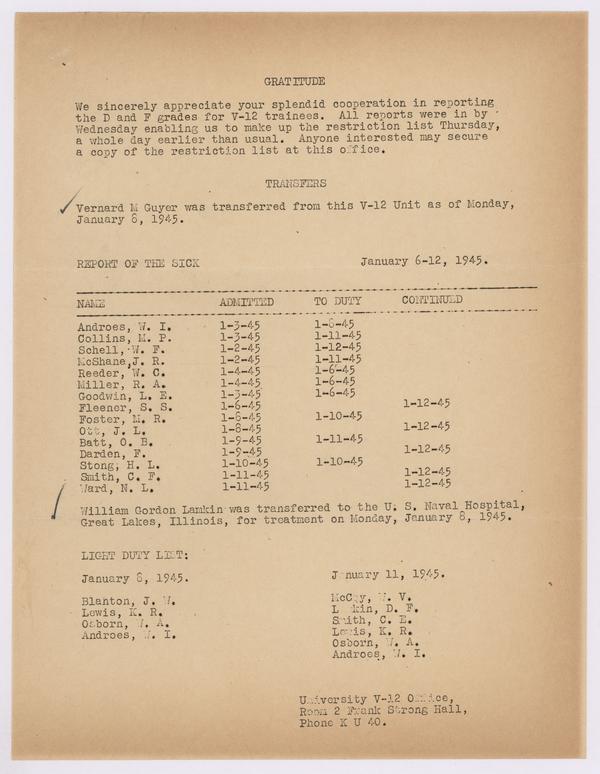 GRATITUDE
We sincerely appreciate your splendid cooperation in reporting
the D and F grades for V-12 trainees. All reports were in by
Wednesday enabling us to make up the restriction list Thursday,
a whole day earlier than usual. Anyone interested may secure
a copy of the restriction list at this office.
TRANSFERS
Vernard M Guyer was transferred from this V-12 Unit as of Monday,
January 8, 1945.
REPORT OF THE SICK January 6-12, 1945.
NAME ADMITTED TO DUTY CONTINUED
Androes, W. I. 1-3-45 1-8-45
Collins, M. P. 1-3-45 1-11-45
Schell, W. F. 1-2-45 1-12-45
McShane, J. R. 1-2-45 1-11-45
Reeder, W. C. 1-4-45 1-6-45
Miller, R. A. 1-4-45 1-6-45
Goodwin, L. E. 1-5-45 1-6-45
Fleener, S. S. 1-6-45 1-12-45
Foster, M. R. 1-8-45 1-10-45
Ott, J. L. 1-8-45 1-12-45
Batt, O. B. 1-9-45 1-11-45
Darden, F. 1-9-45 1-12-45
Stong, H. L. 1-10-45 1-10-45
Smith, C. F. 1-11-45 1-12-45
Ward, N. L. 1-11-45 1-12-45
William Gordon Lamkin was transferred to the U. S. Naval Hospital,
Great Lakes, Illinois, for treatment on Monday, January 8, 1945.
LIGHT DUTY LIST:
January 8, 1945.
Blanton, J. W.
Lewis, K. R.
Osborn, W. A.
Androes, W. I.
January 11, 1945.
McCoy, W. V.
D. F.
Smith, C. E.
Lewis, K. R.
Osborn, W. A.
Androes, W. I.
University V-12 Office,
Room 2 Frank Strong Hall,
Phone K U 40.